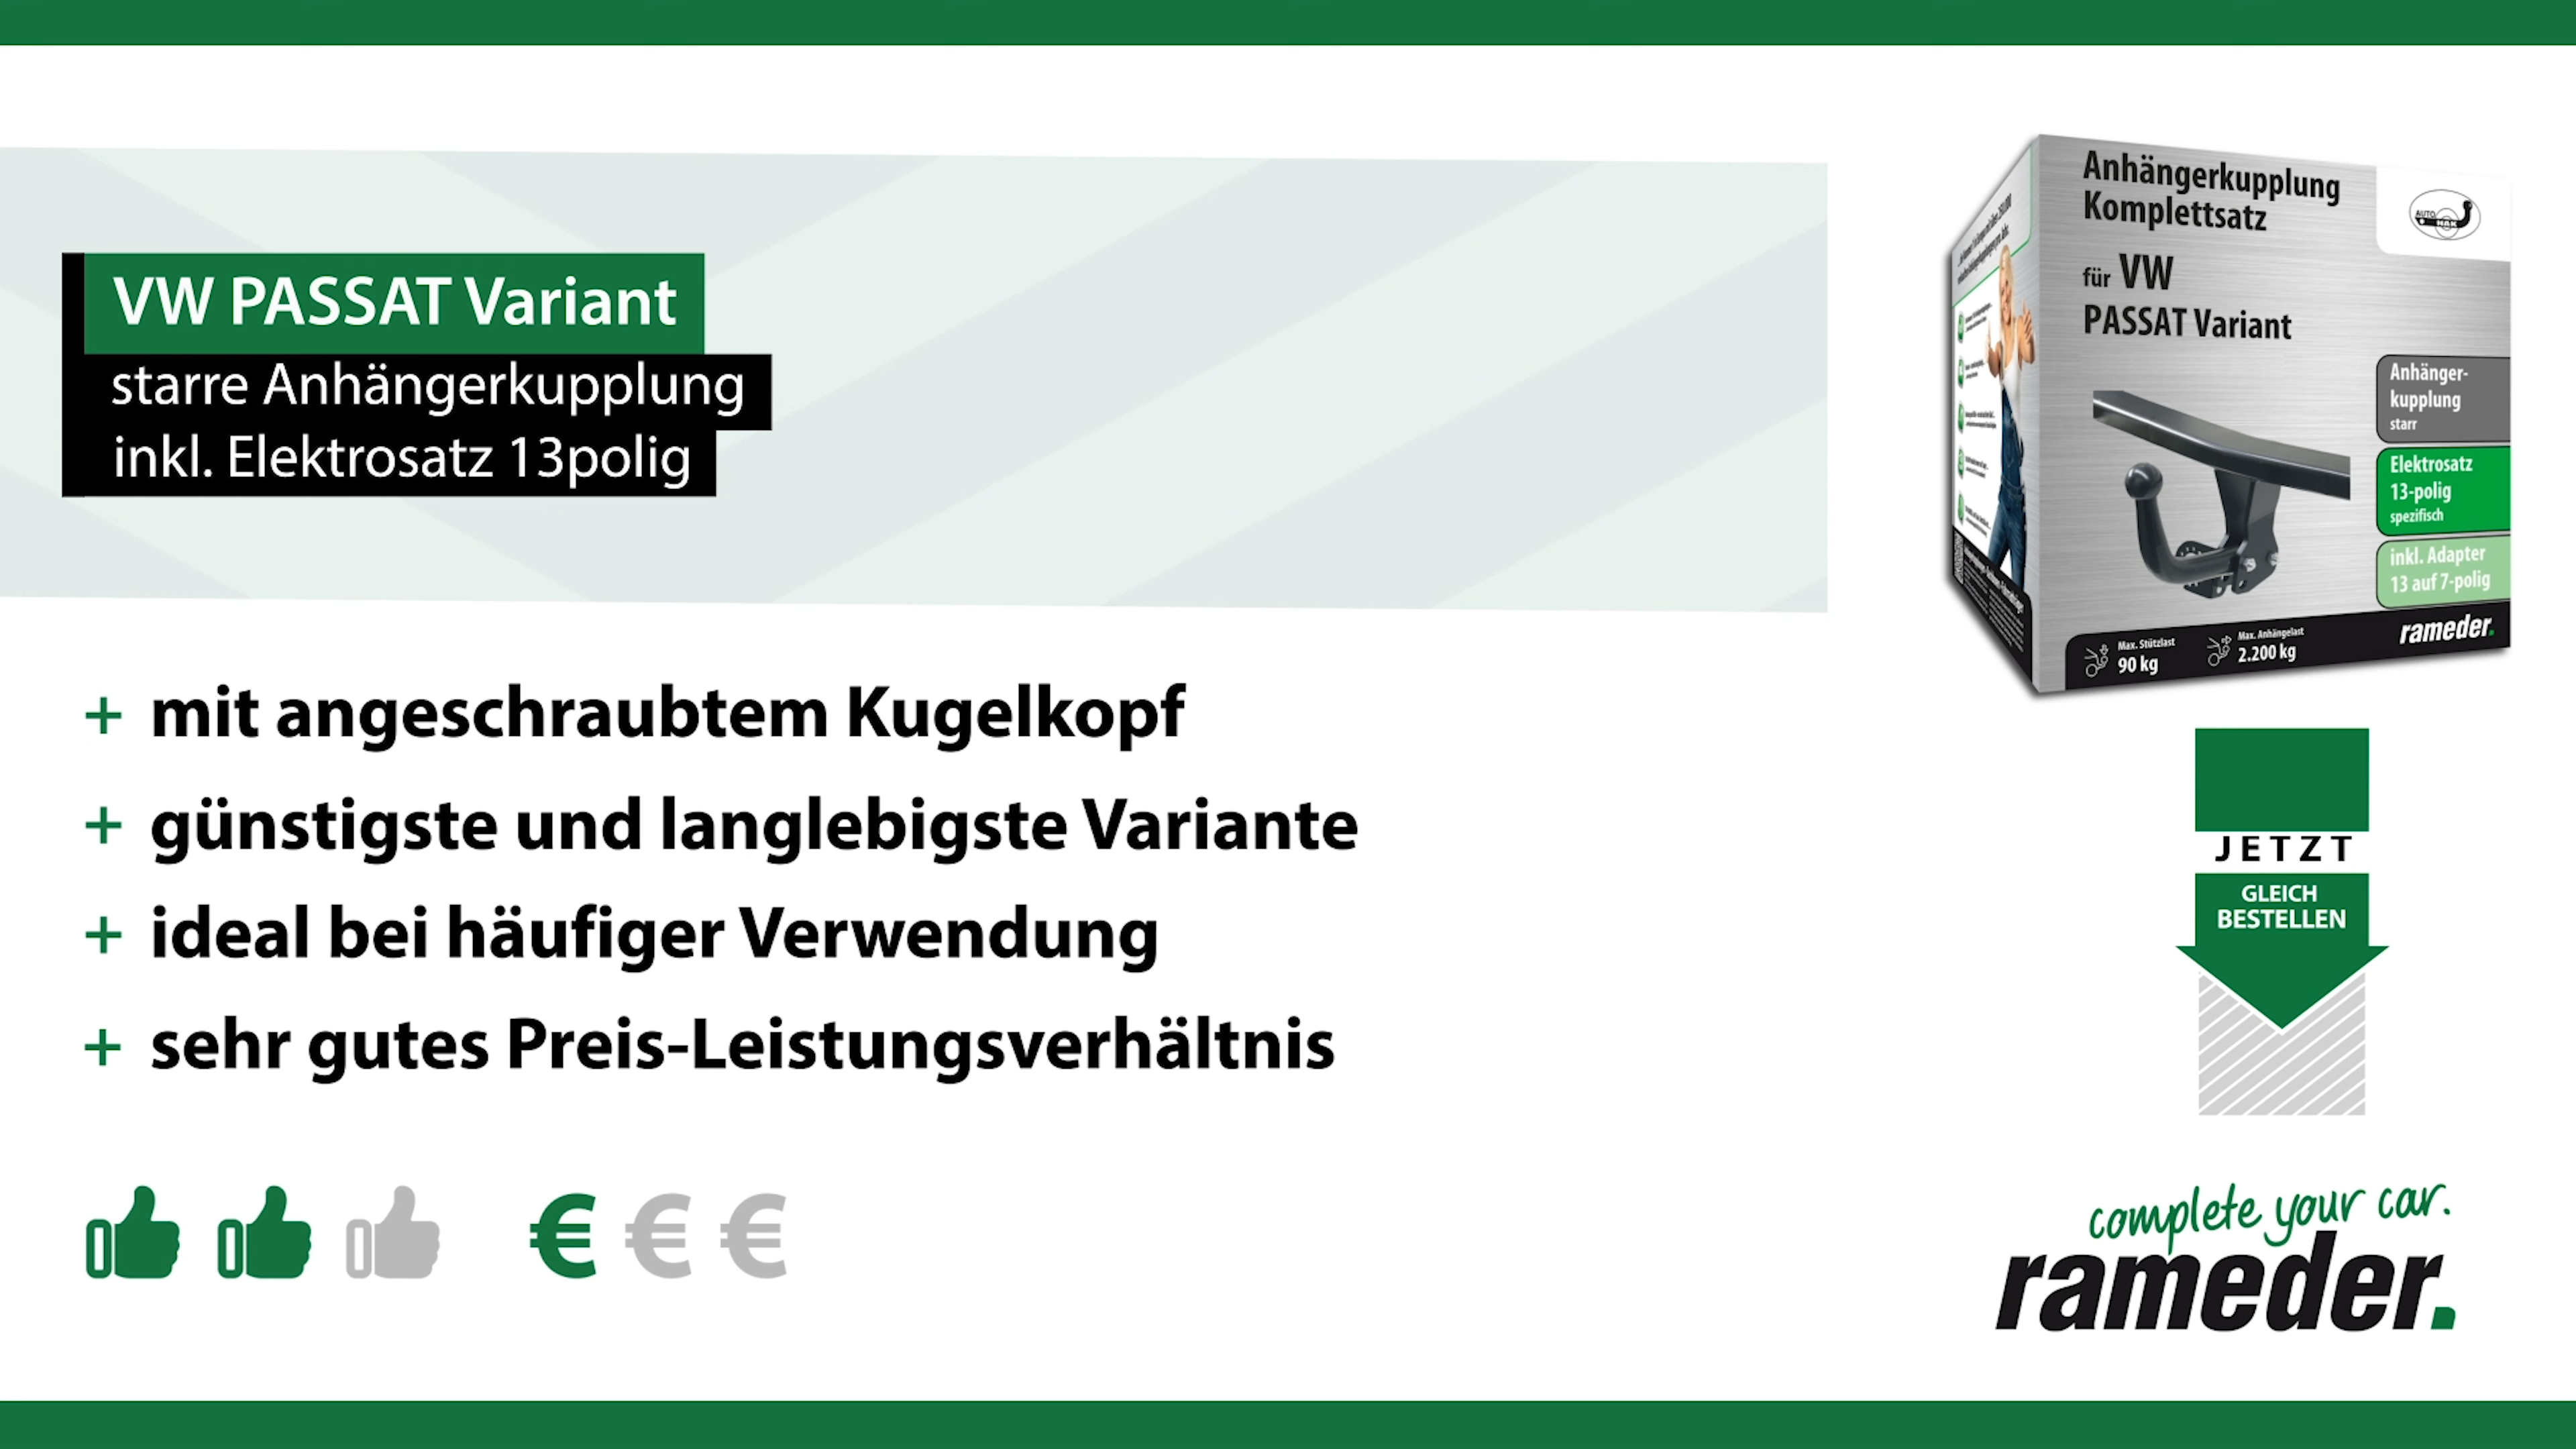 VW PASSAT Variant
starre Anhängerkupplung
inkl. Elektrosatz 13polig
+ mit angeschraubtem Kugelkopf
+ günstigste und langlebigste Variante
+ ideal bei häufiger Verwendung
+ sehr gutes Preis-Leistungsverhältnis
€ € €
Anhängerkupplung
Komplettsatz
für VW
PASSAT Variant
AUTO
HAK
Anhänger-
kupplung
starr
Elektrosatz
13-polig
spezifisch
inkl. Adapter
13 auf 7-polig
Max. Stützlast
90 kg
Max. Anhängelast
2.200 kg
rameder.
JETZT
GLEICH
BESTELLEN
complete your car.
rameder.